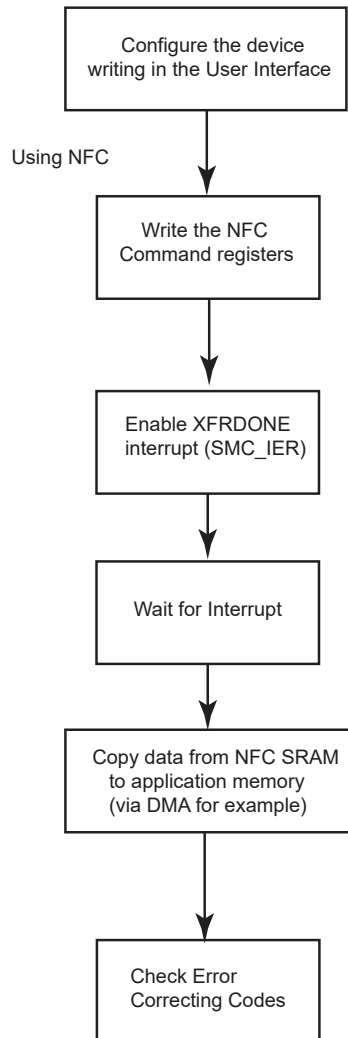 Configure the device
writing in the User Interface
Using NFC
Write the NFC
Command registers
Enable XFRDONE
interrupt (SMC_IER)
Wait for Interrupt
Copy data from NFC SRAM
to application memory
(via DMA for example)
Check Error
Correcting Codes